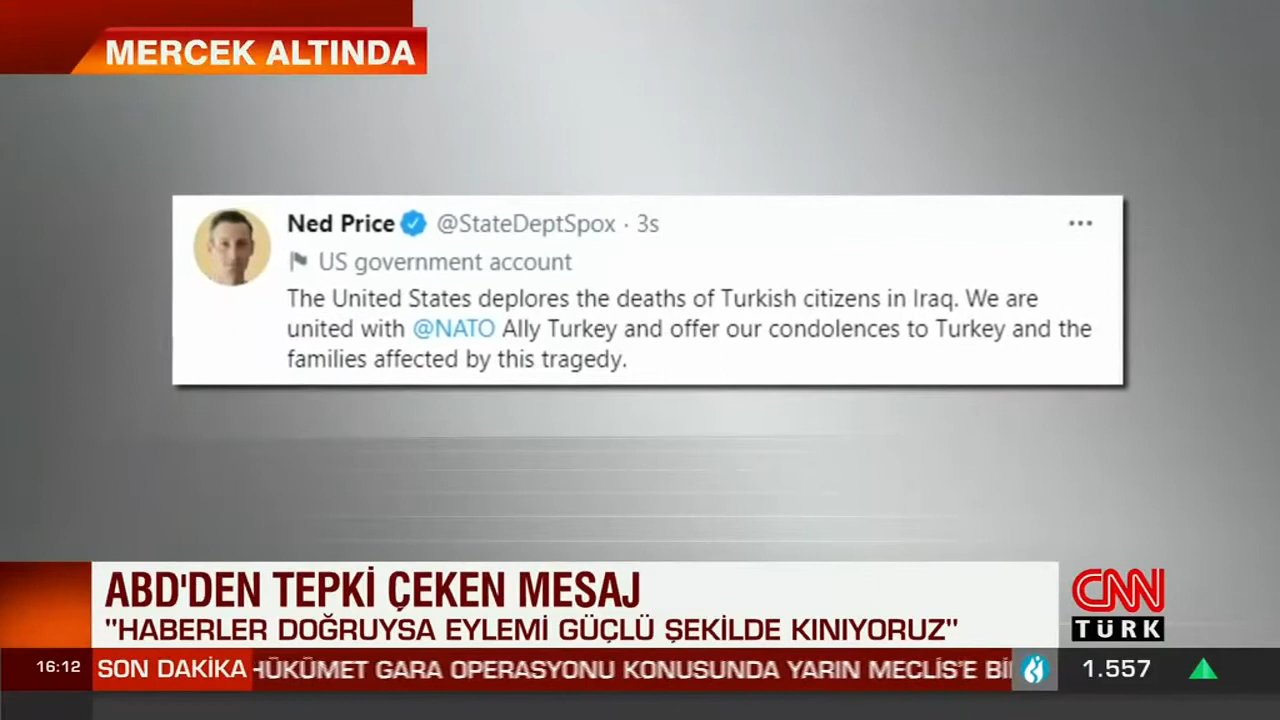 MERCEK ALTINDA
Ned Price @StateDeptSpox · 3s
US government account
The United States deplores the deaths of Turkish citizens in Iraq. We are
united with @NATO Ally Turkey and offer our condolences to Turkey and the
families affected by this tragedy.
ABD'DEN TEPKİ ÇEKEN MESAJ
"HABERLER DOĞRUYSA EYLEMİ GÜÇLÜ ŞEKİLDE KINIYORUZ"
CNN
TÜRK
16:12 SON DAKİKA HÜKÜMET GARA OPERASYONU KONUSUNDA YARIN MECLİS'E 1.557